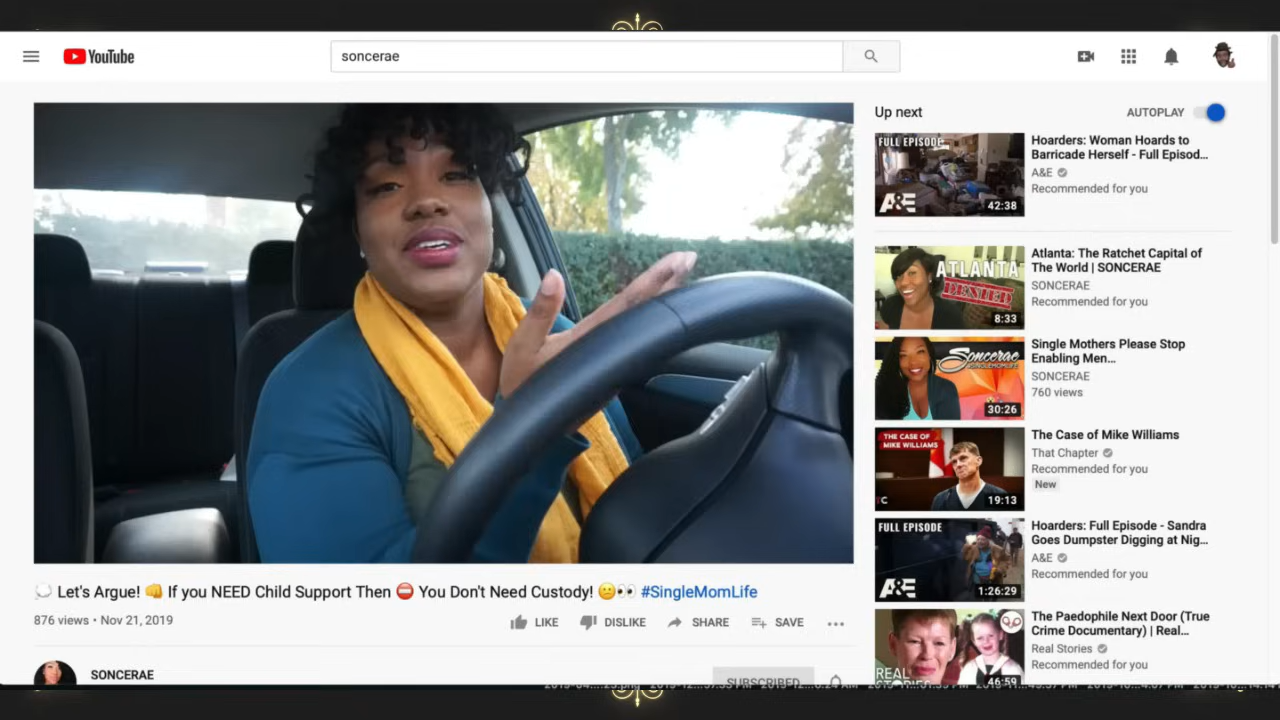 YouTube
soncerae
Up next
AUTOPLAY
FULL EPISODE
A&E
42:38
Hoarders: Woman Hoards to
Barricade Herself - Full Episod...
A&E
Recommended for you
ATLANTA
DENIED
8:33
Atlanta: The Ratchet Capital of
The World | SONCERAE
SONCERAE
Recommended for you
Soncerae
#SINGLEMOMLIFE
30:26
Single Mothers Please Stop
Enabling Men...
SONCERAE
760 views
THE CASE OF
MIKE WILLIAMS
TC
19:13
The Case of Mike Williams
That Chapter
Recommended for you
New
FULL EPISODE
A&E
1:26:29
Hoarders: Full Episode - Sandra
Goes Dumpster Digging at Nig...
A&E
Recommended for you
REAL
STORIES
46:59
The Paedophile Next Door (True
Crime Documentary) | Real...
Real Stories
Recommended for you
💭 Let's Argue! 👊 If you NEED Child Support Then ⛔ You Don't Need Custody! 😕👀 #SingleMomLife
876 views • Nov 21, 2019
LIKE DISLIKE SHARE SAVE
SONCERAE
SUBSCRIBED